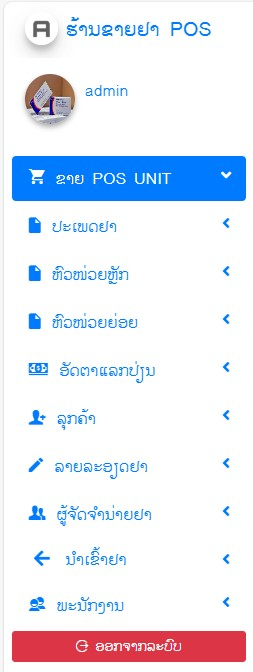 ຮ້ານຂາຍຢາ POS
admin
ຂາຍ POS UNIT
ປະເພດຢາ
ຫົວໜ່ວຍຫຼັກ
ຫົວໜ່ວຍຍ່ອຍ
ອັດຕາແລກປ່ຽນ
ລູກຄ້າ
ລາຍລະອຽດຢາ
ຜູ້ຈັດຈຳນ່າຍຢາ
ນຳເຂົ້າຢາ
ພະນັກງານ
ອອກຈາກລະບົບ